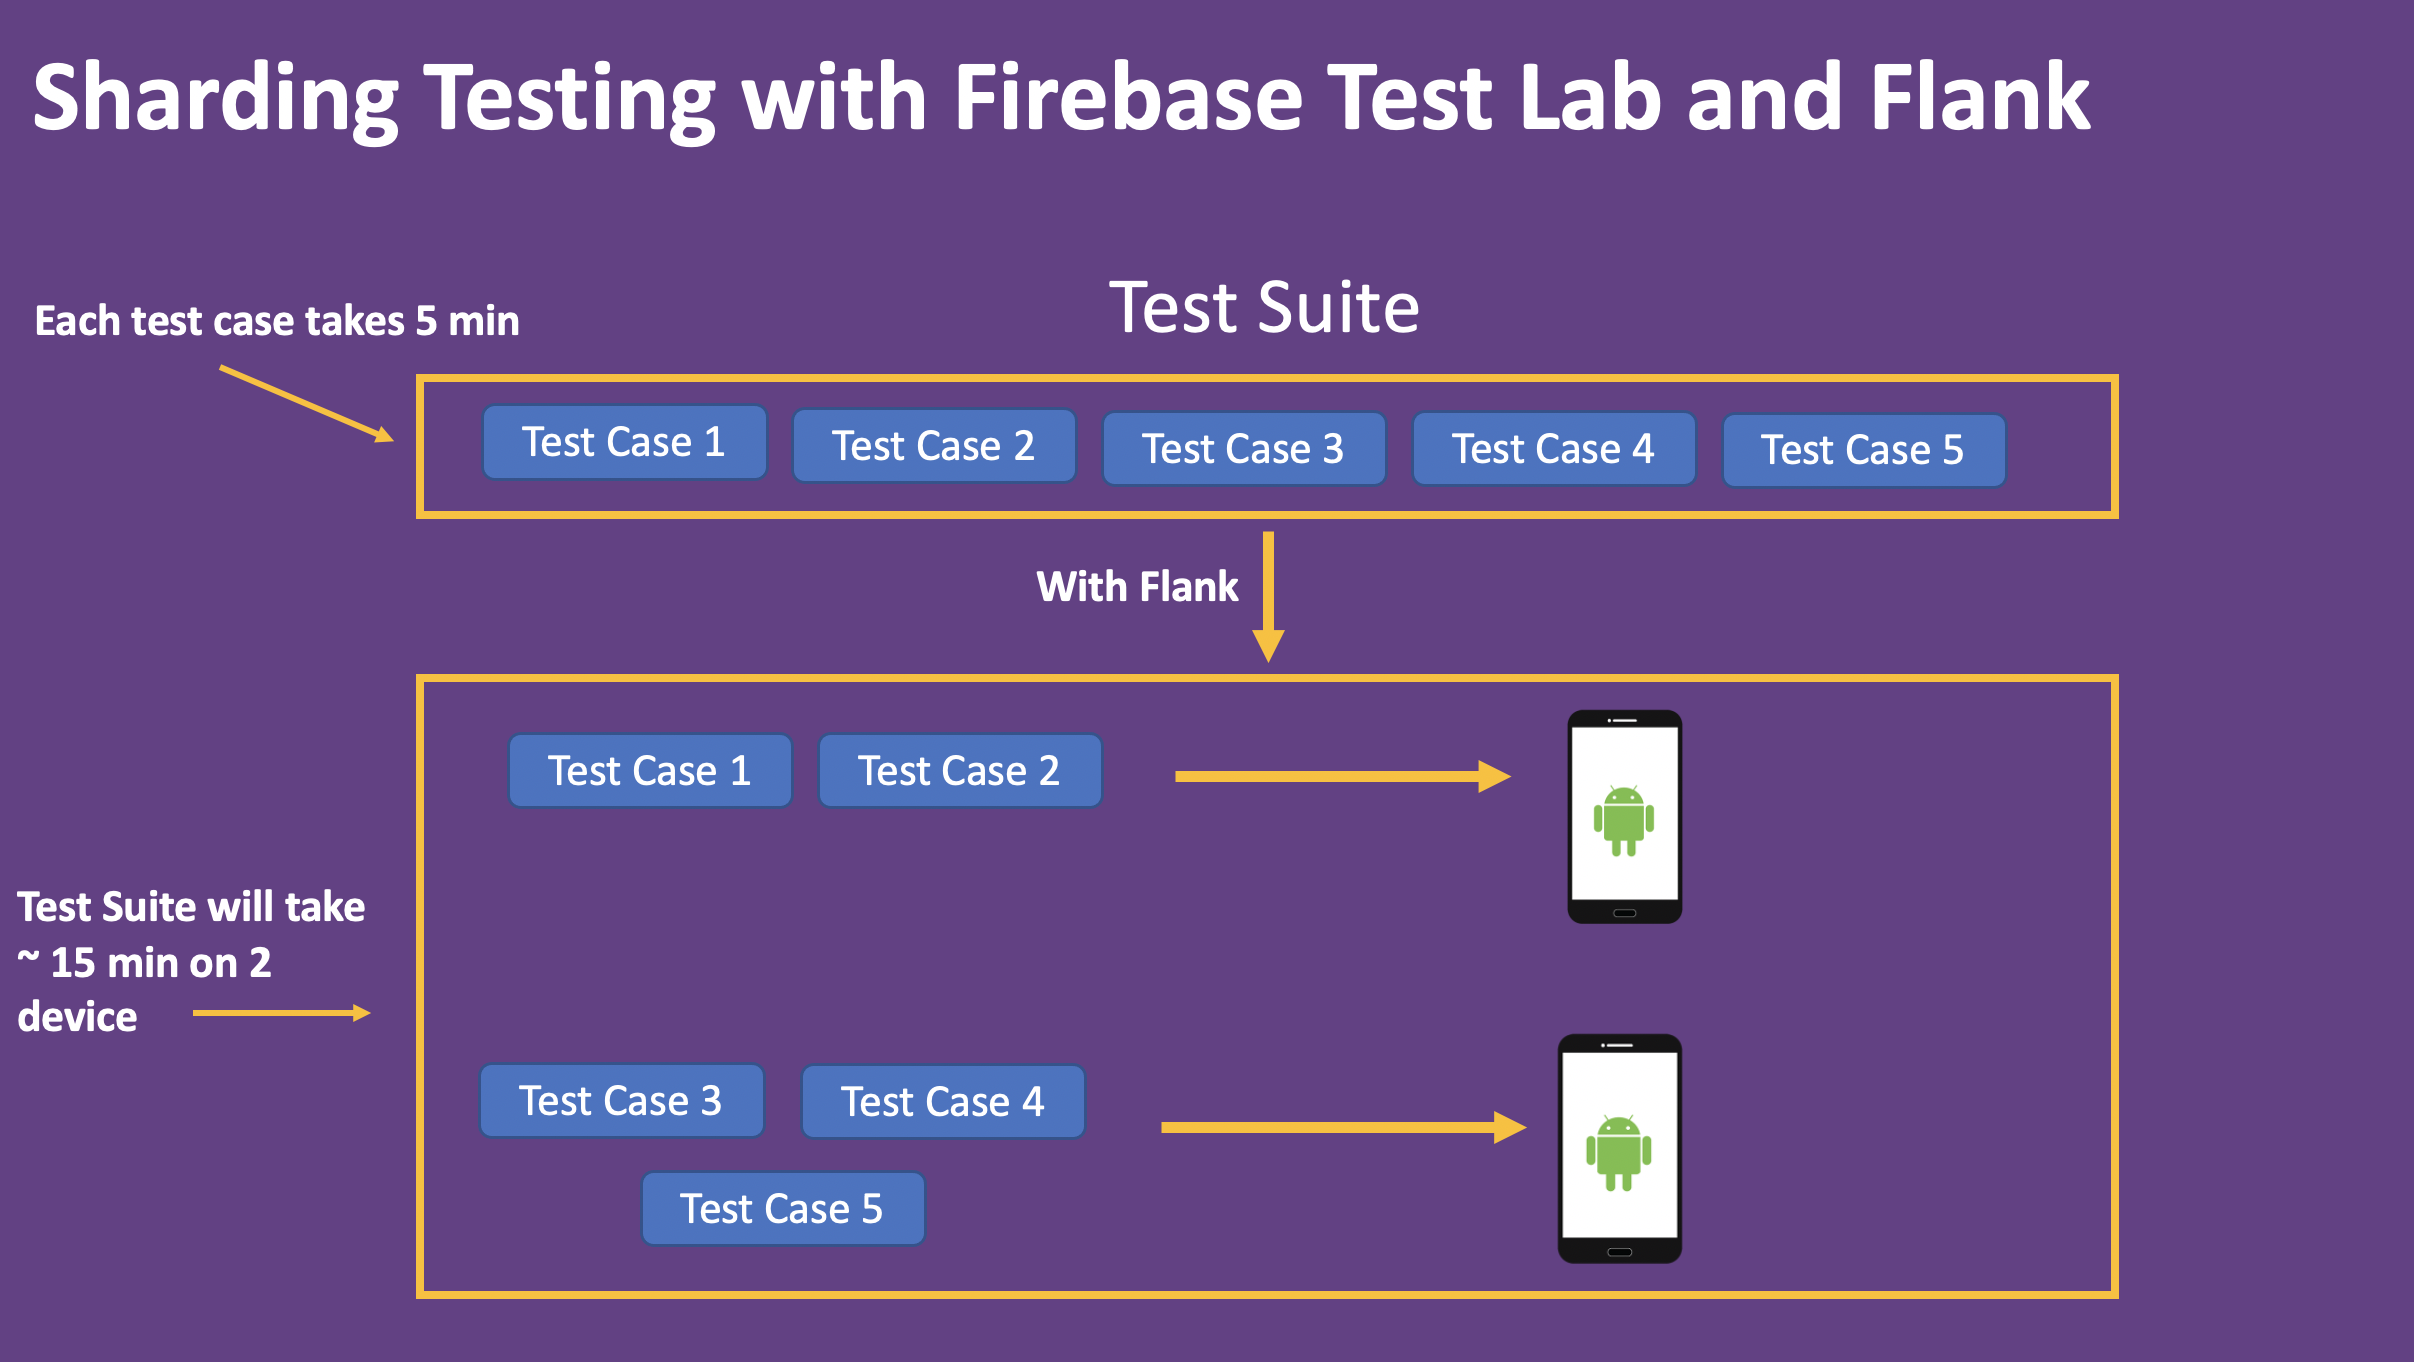 Sharding Testing with Firebase Test Lab and Flank
Test Suite
Each test case takes 5 min
Test Case 1
Test Case 2
Test Case 3
Test Case 4
Test Case 5
With Flank
Test Case 1
Test Case 2
Test Suite will take
~ 15 min on 2
device
Test Case 3
Test Case 4
Test Case 5